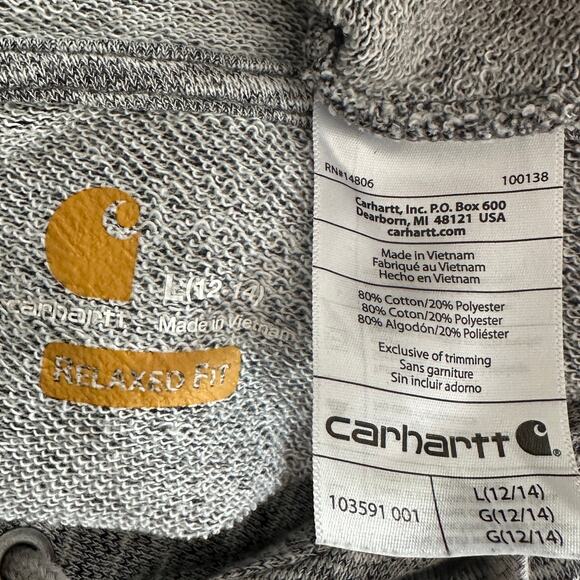 carhartt
L(12-14)
Made in Vietnam
RELAXED FIT
RN#14806 100138
Carhartt, Inc. P.O. Box 600
Dearborn, MI 48121 USA
carhartt.com
Made in Vietnam
Fabriqué au Vietnam
Hecho en Vietnam
80% Cotton/20% Polyester
80% Coton/20% Polyester
80% Algodón/20% Poliéster
Exclusive of trimming
Sans garniture
Sin incluir adorno
carhartt
103591 001
L(12/14)
G(12/14)
G(12/14)